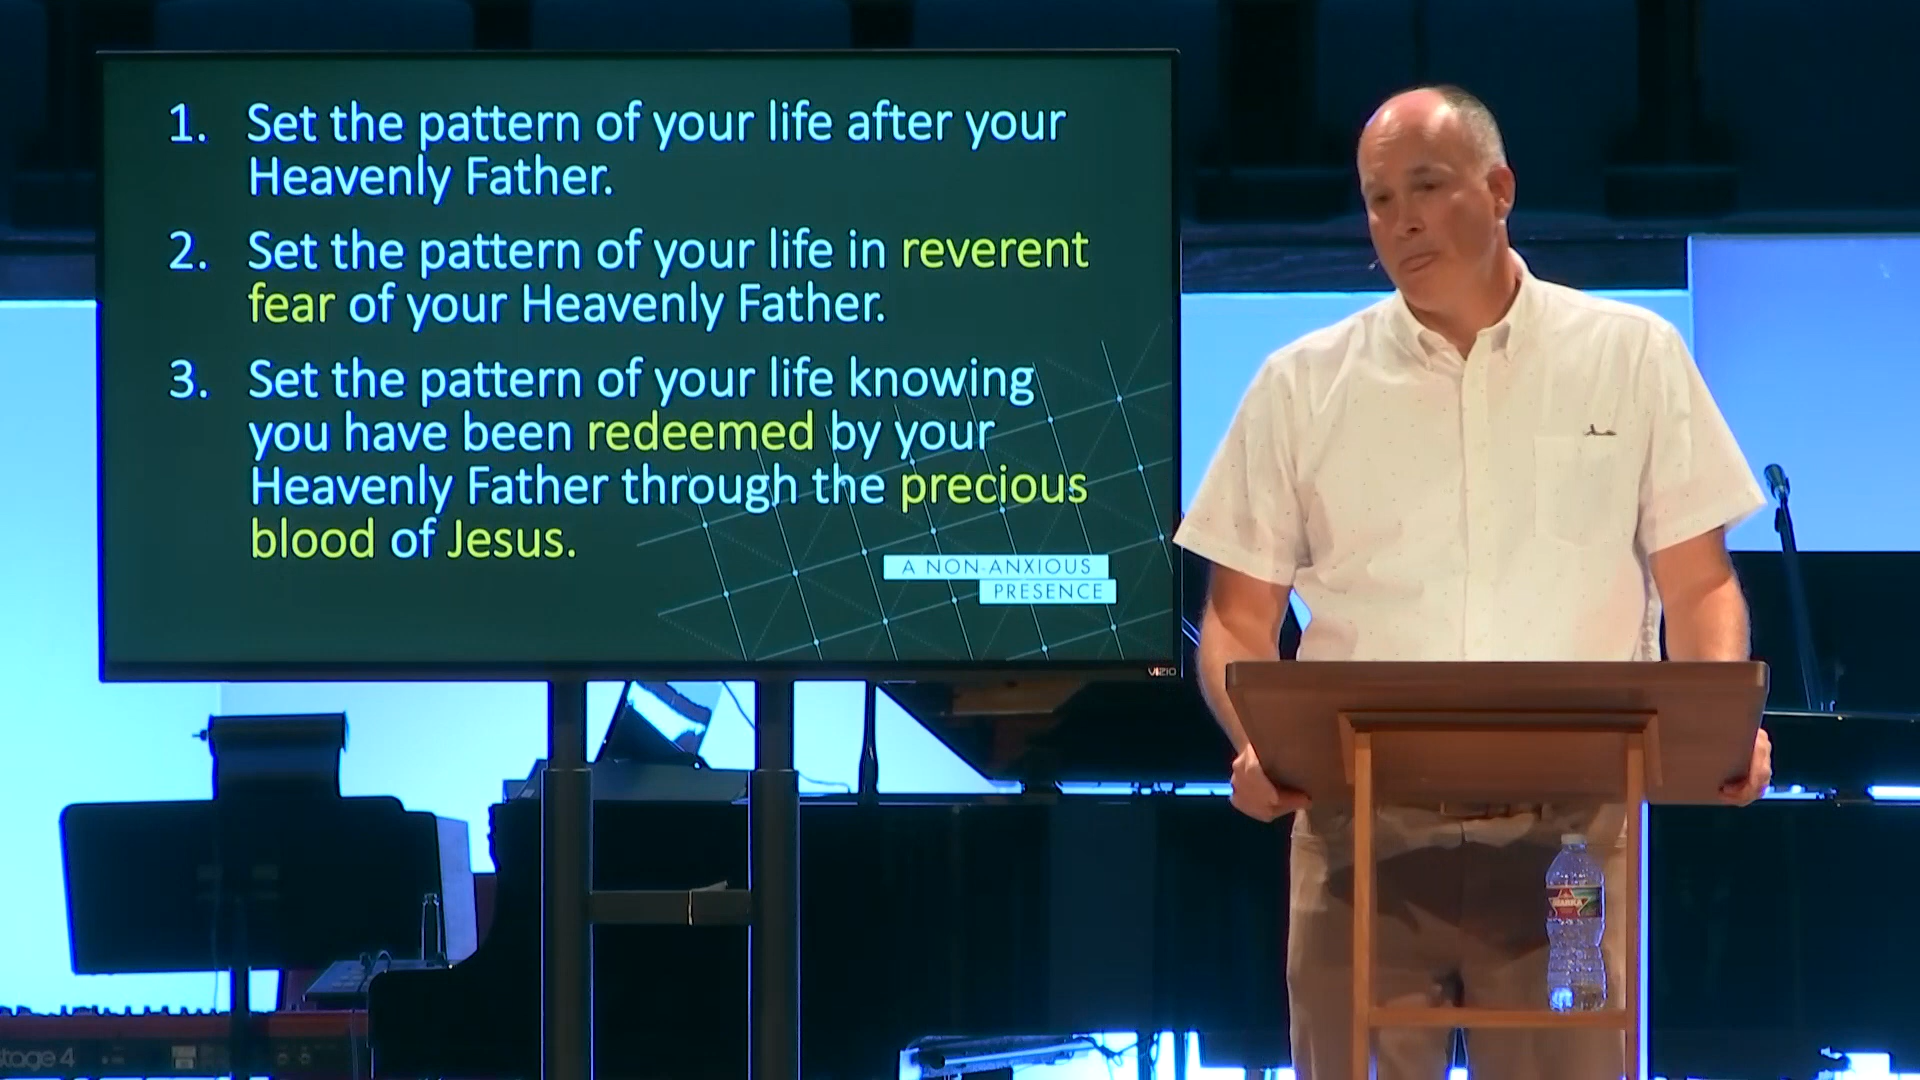 1. Set the pattern of your life after your
Heavenly Father.
2. Set the pattern of your life in reverent
fear of your Heavenly Father.
3. Set the pattern of your life knowing
you have been redeemed by your
Heavenly Father through the precious
blood of Jesus.
A NON-ANXIOUS
PRESENCE
VIZIO
stage 4